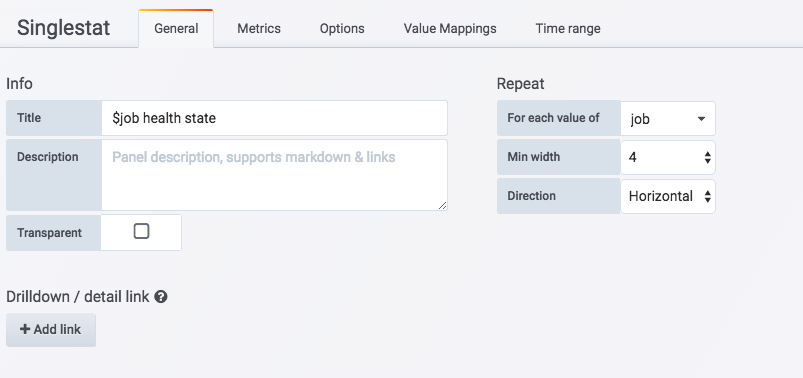 Singlestat General Metrics Options Value Mappings Time range
Info
Title $job health state
Description Panel description, supports markdown & links
Transparent
Repeat
For each value of job
Min width 4
Direction Horizontal
Drilldown / detail link
Add link